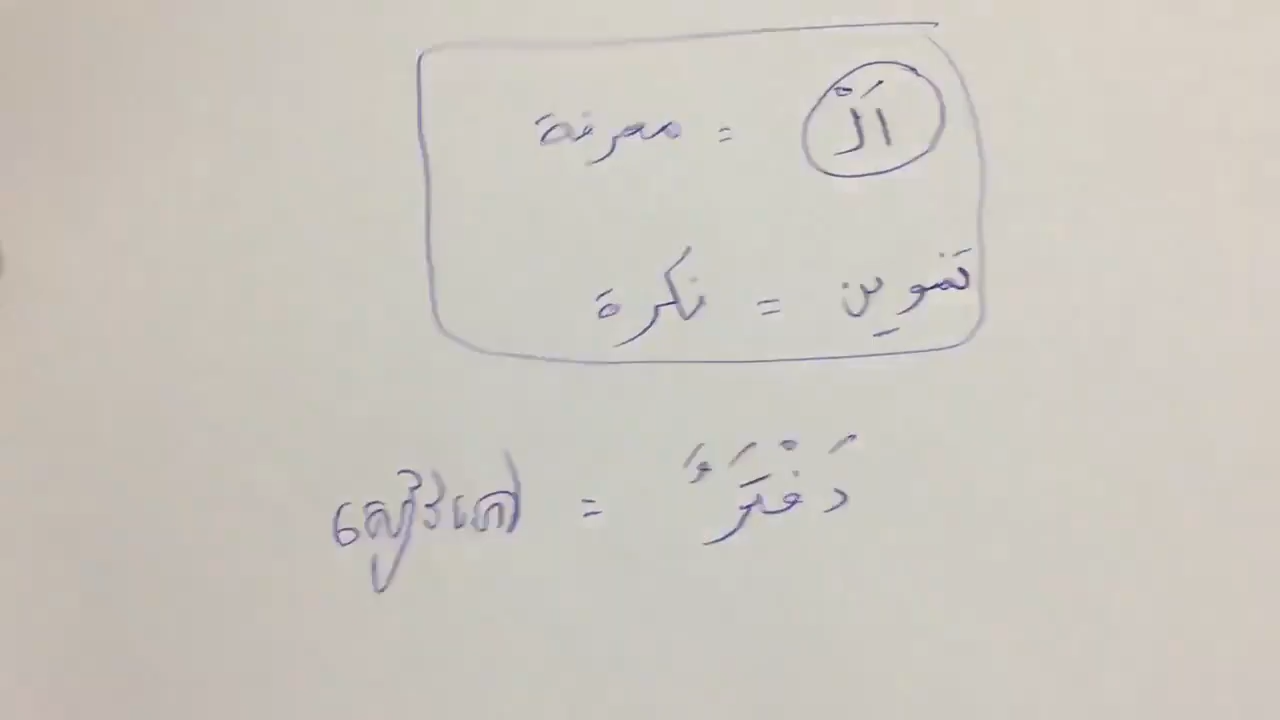 اَلْ = معرفة
تنوين = نكرة
دَفْتَرٌ = សៀវភៅ